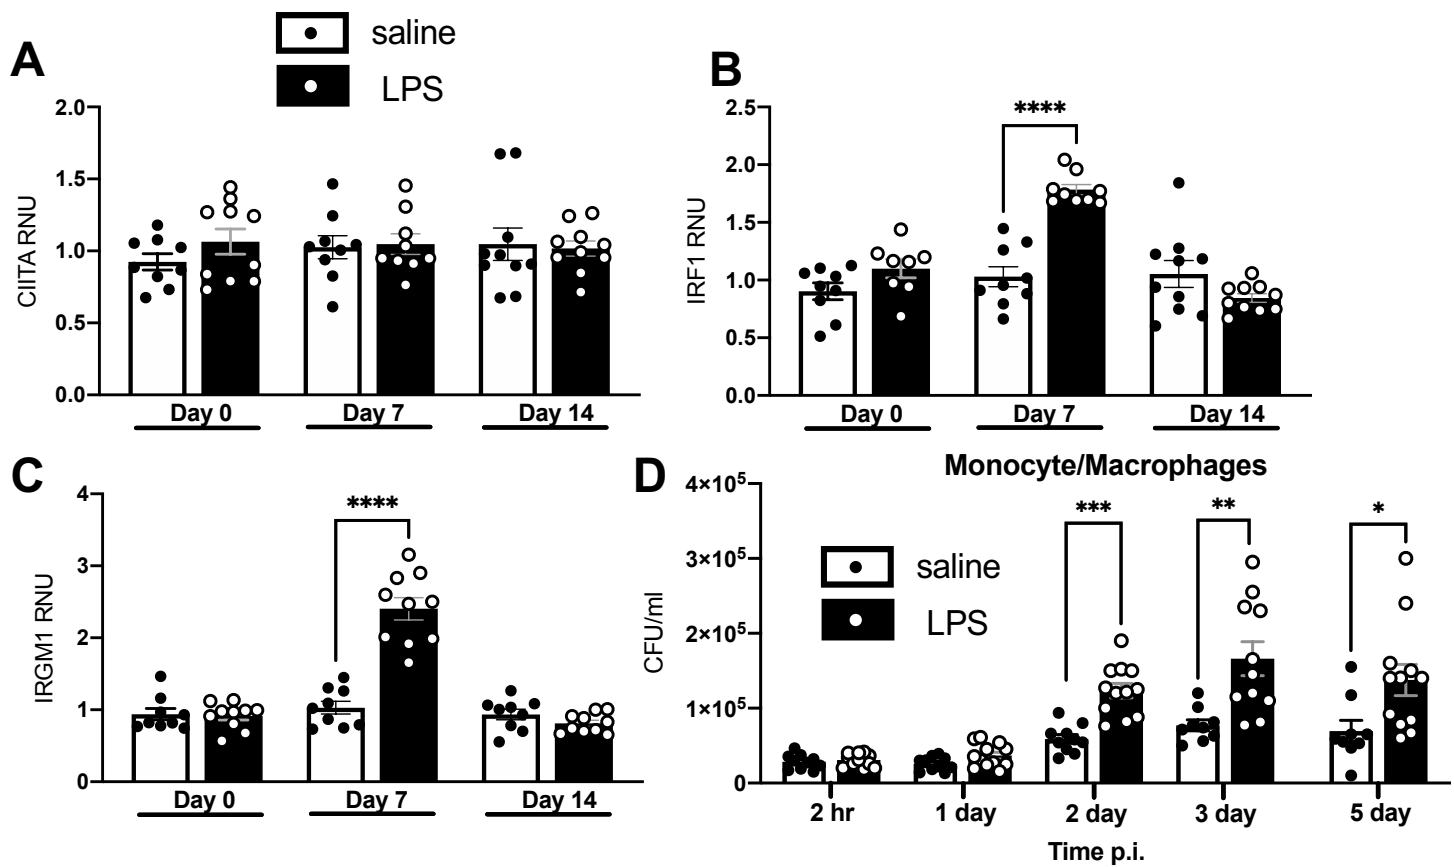 A
saline
LPS
CIITA RNU
2.0
1.5
1.0
0.5
0.0
Day 0 Day 7 Day 14
B
IRF1 RNU
2.5
2.0
1.5
1.0
0.5
0.0
****
Day 0 Day 7 Day 14
C
IRGM1 RNU
4
3
2
1
0
****
Day 0 Day 7 Day 14
D
Monocyte/Macrophages
CFU/ml
4×10⁵
3×10⁵
2×10⁵
1×10⁵
0
saline
LPS
*** ** *
2 hr 1 day 2 day 3 day 5 day
Time p.i.